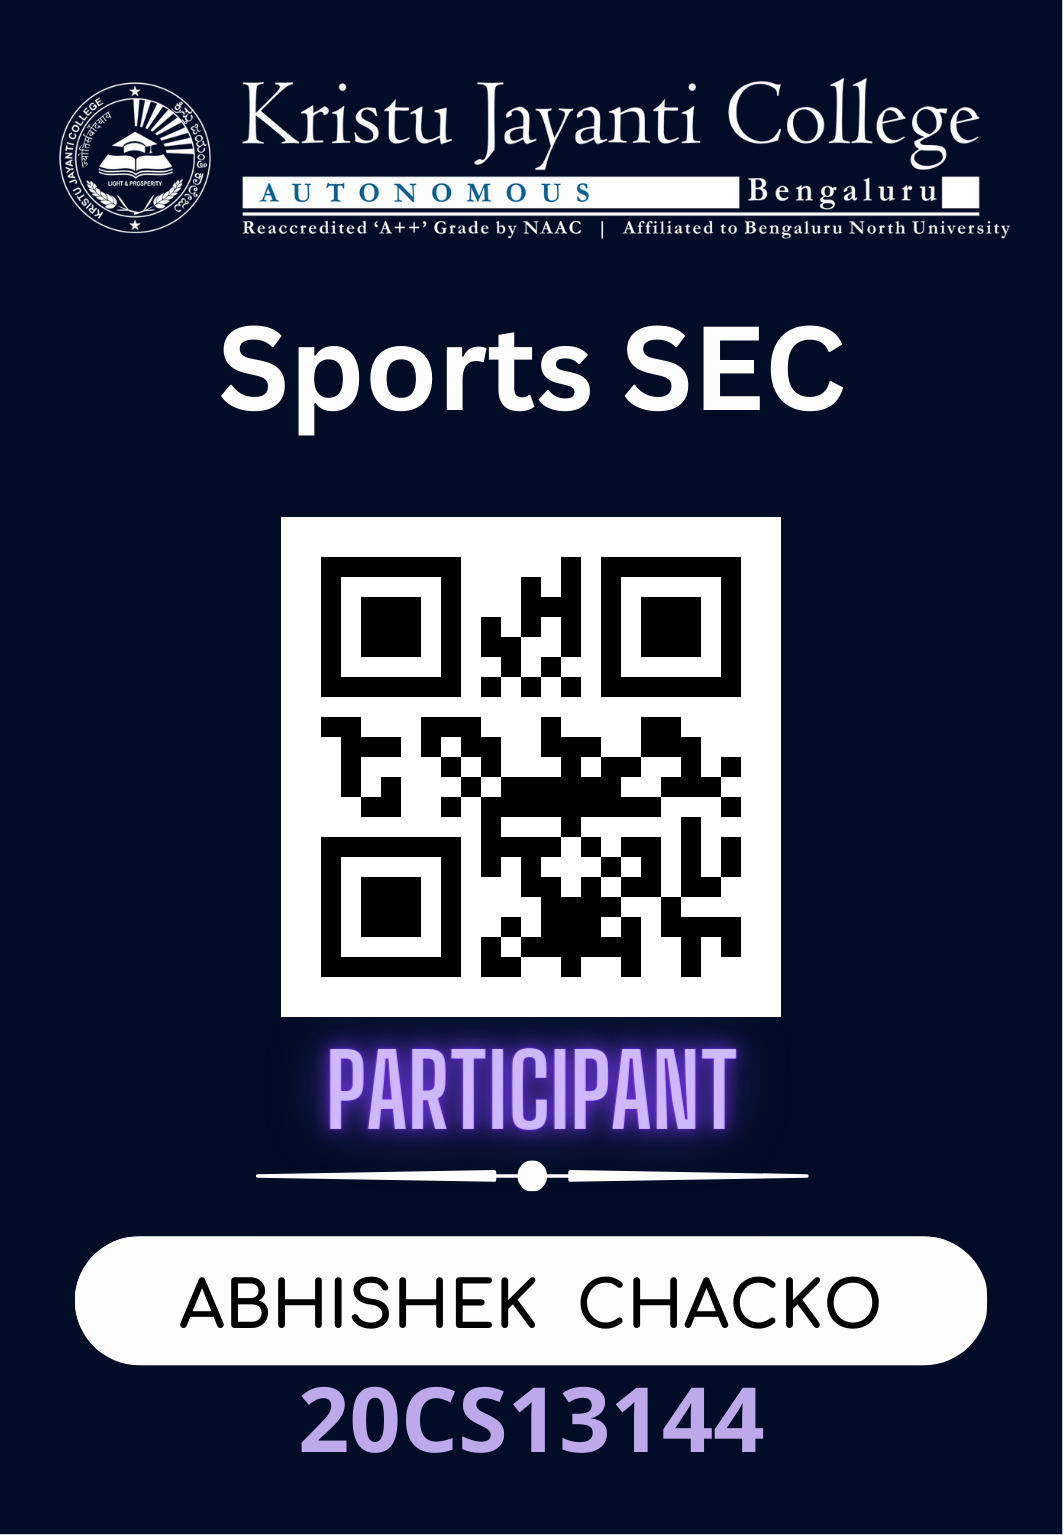 KRISTU JAYANTI COLLEGE
LIGHT & PROSPERITY
Kristu Jayanti College
AUTONOMOUS Bengaluru
Reaccredited ‘A++’ Grade by NAAC | Affiliated to Bengaluru North University
Sports SEC
PARTICIPANT
ABHISHEK CHACKO
20CS13144